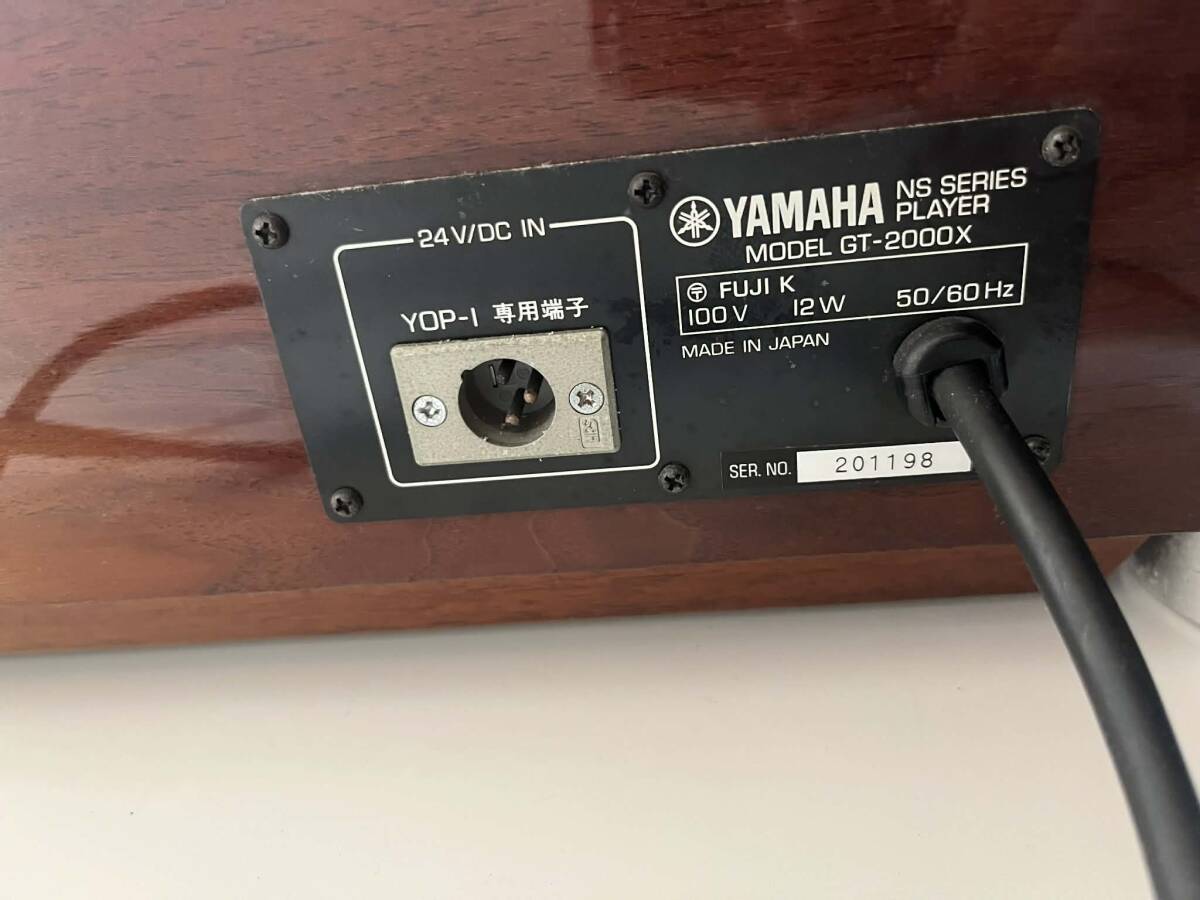 24V/DC IN
YOP-1 専用端子
YAMAHA NS SERIES PLAYER
MODEL GT-2000X
〒 FUJI K
100V 12W 50/60Hz
MADE IN JAPAN
SER. NO. 201198